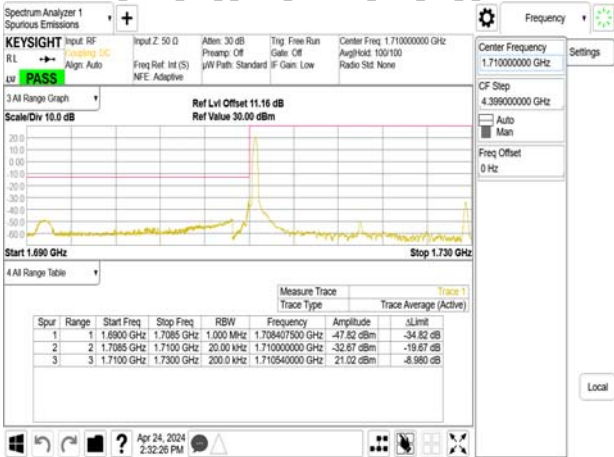 Spectrum Analyzer 1
Spurious Emissions
Frequency
KEYSIGHT
RL
PASS
Input: RF
Coupling: DC
Align: Auto
Input Z: 50 Ω
Freq Ref: Int (S)
NFE: Adaptive
Atten: 30 dB
Preamp: Off
µW Path: Standard
Trig: Free Run
Gate: Off
IF Gain: Low
Center Freq: 1.710000000 GHz
Avg|Hold: 100/100
Radio Std: None
Center Frequency
1.710000000 GHz
Settings
CF Step
4.399000000 GHz
Auto
Man
Freq Offset
0 Hz
Local
3 All Range Graph
Scale/Div 10.0 dB
Ref Lvl Offset 11.16 dB
Ref Value 30.00 dBm
20.0
10.0
0.00
-10.0
-20.0
-30.0
-40.0
-50.0
-60.0
Start 1.690 GHz
Stop 1.730 GHz
4 All Range Table
Measure Trace Trace 1
Trace Type Trace Average (Active)
Spur Range Start Freq Stop Freq RBW Frequency Amplitude ΔLimit
1 1 1.6900 GHz 1.7085 GHz 1.000 MHz 1.708407500 GHz -47.82 dBm -34.82 dB
2 2 1.7085 GHz 1.7100 GHz 20.00 kHz 1.710000000 GHz -32.67 dBm -19.67 dB
3 3 1.7100 GHz 1.7300 GHz 200.0 kHz 1.710540000 GHz 21.02 dBm -8.980 dB
Apr 24, 2024
2:32:26 PM